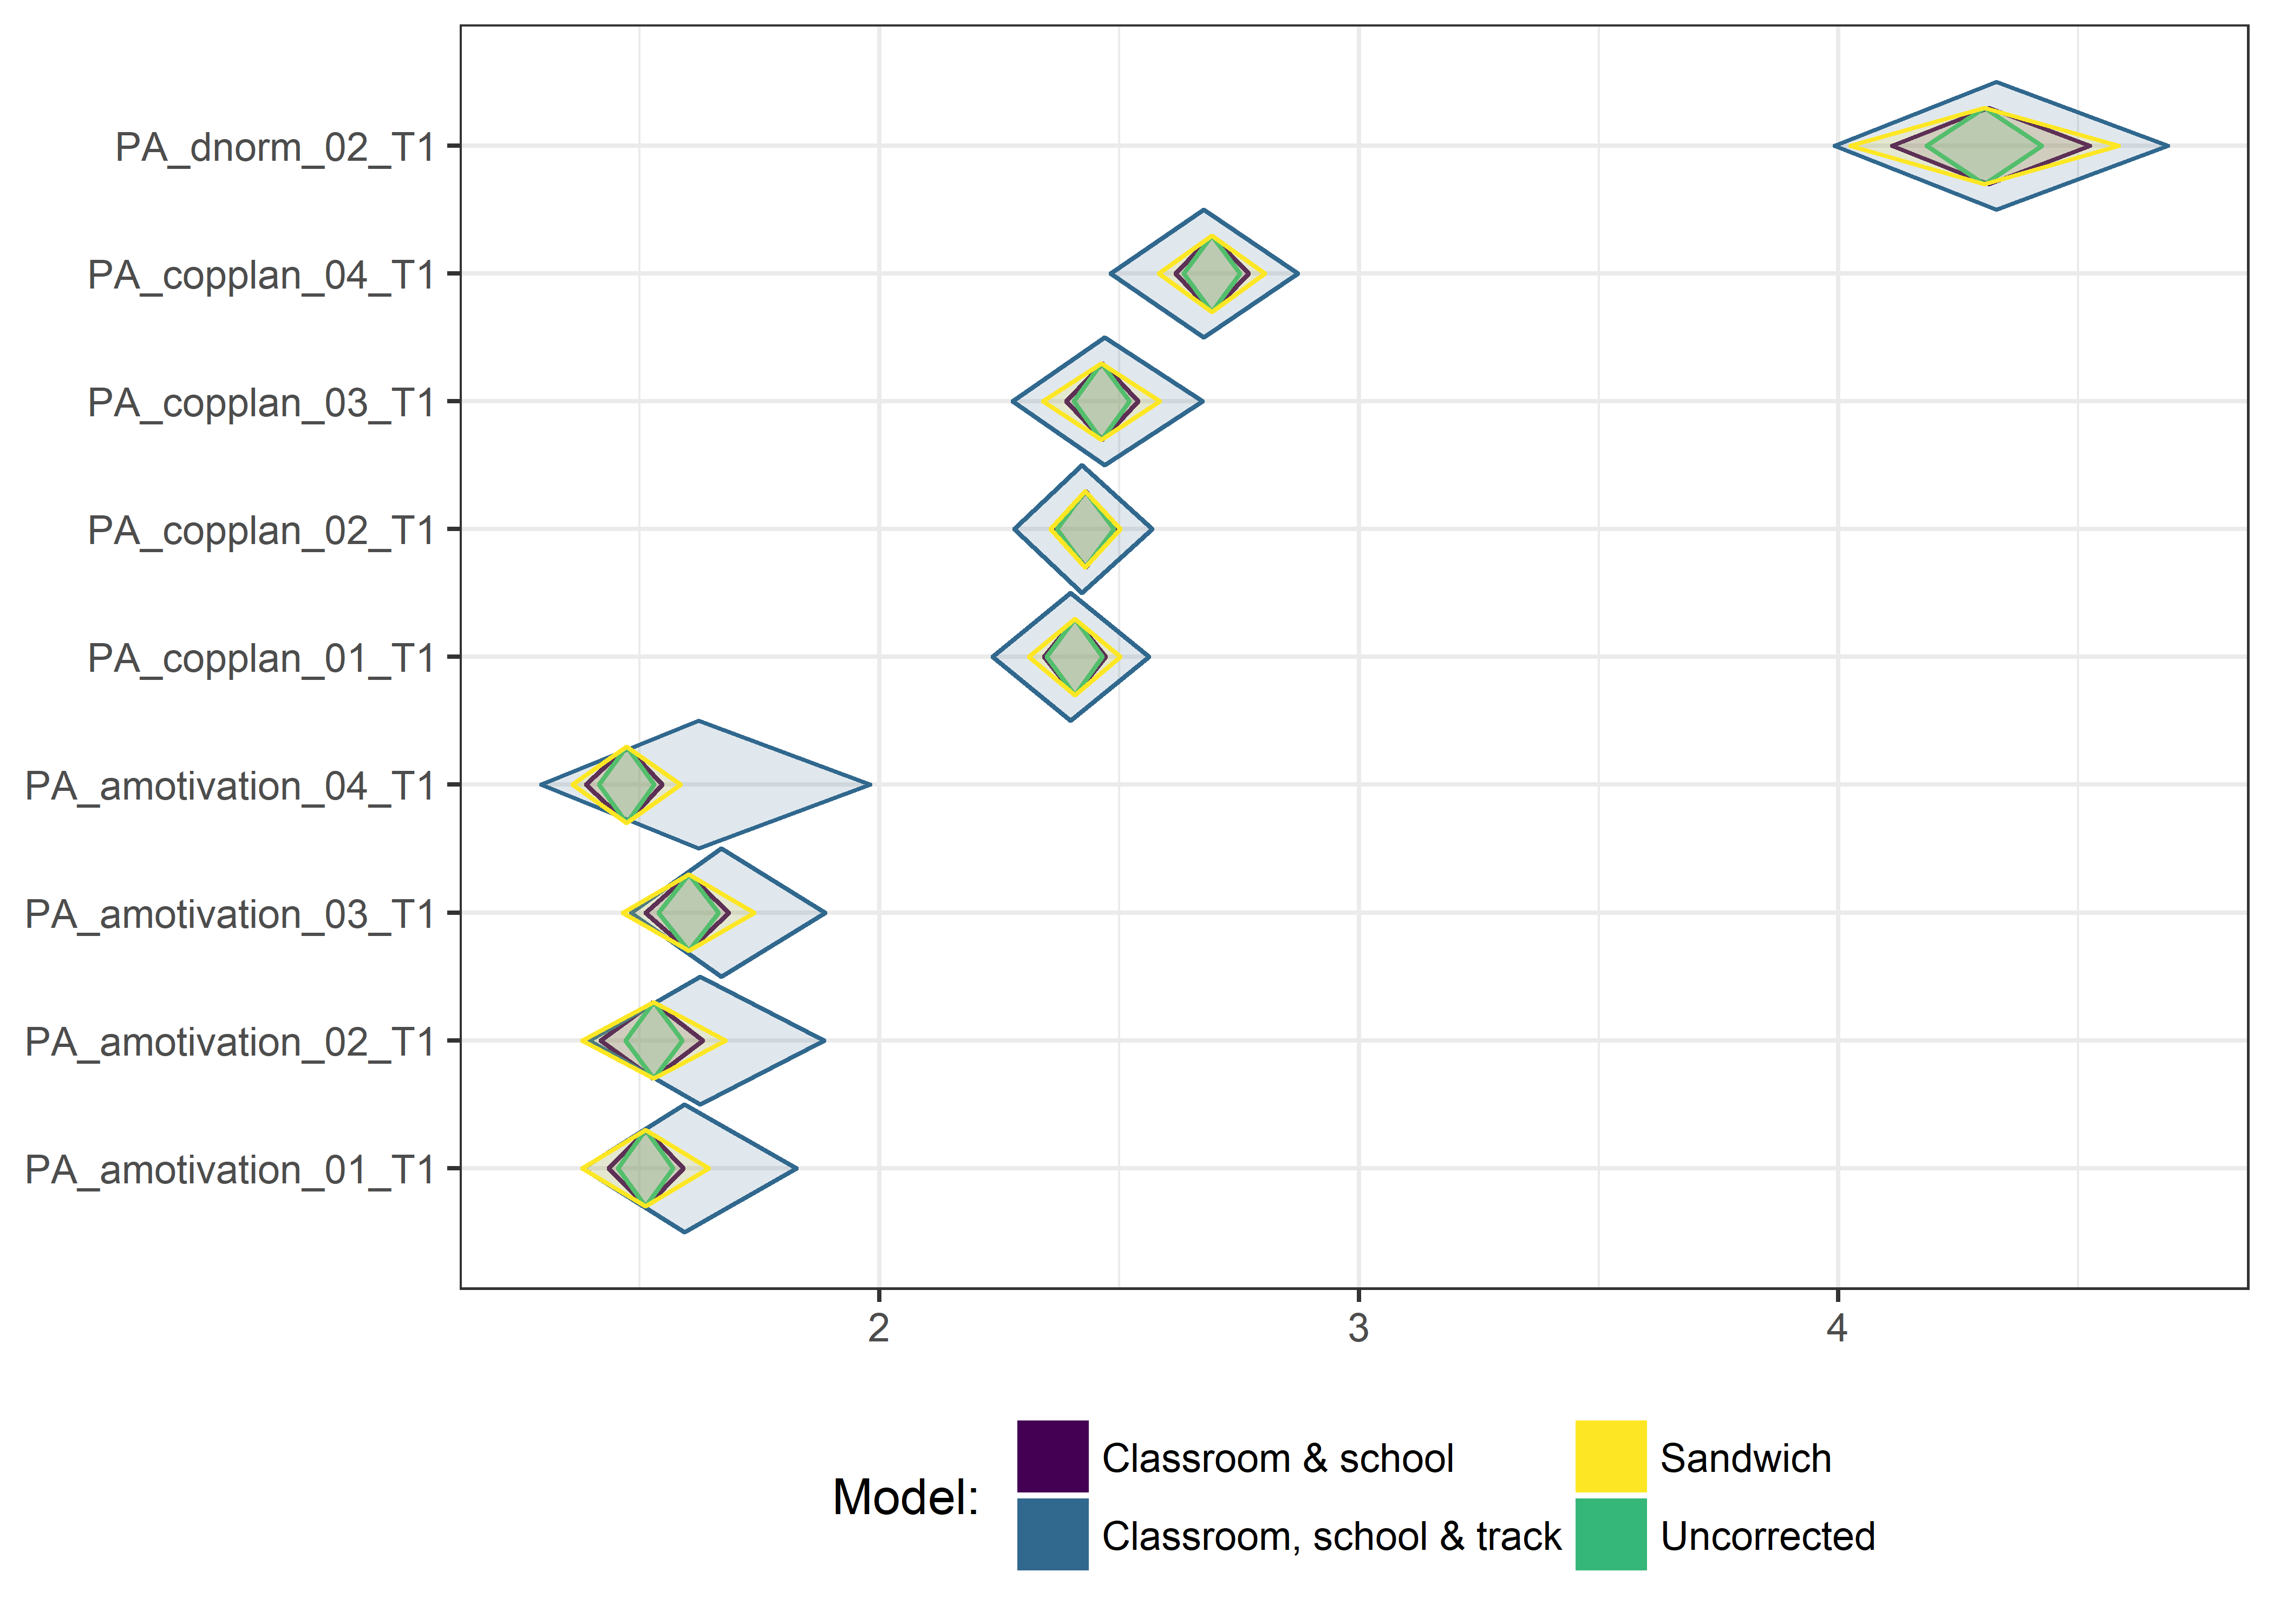 PA_dnorm_02_T1
PA_copplan_04_T1
PA_copplan_03_T1
PA_copplan_02_T1
PA_copplan_01_T1
PA_amotivation_04_T1
PA_amotivation_03_T1
PA_amotivation_02_T1
PA_amotivation_01_T1
2 3 4
Model:
Classroom & school
Classroom, school & track
Sandwich
Uncorrected